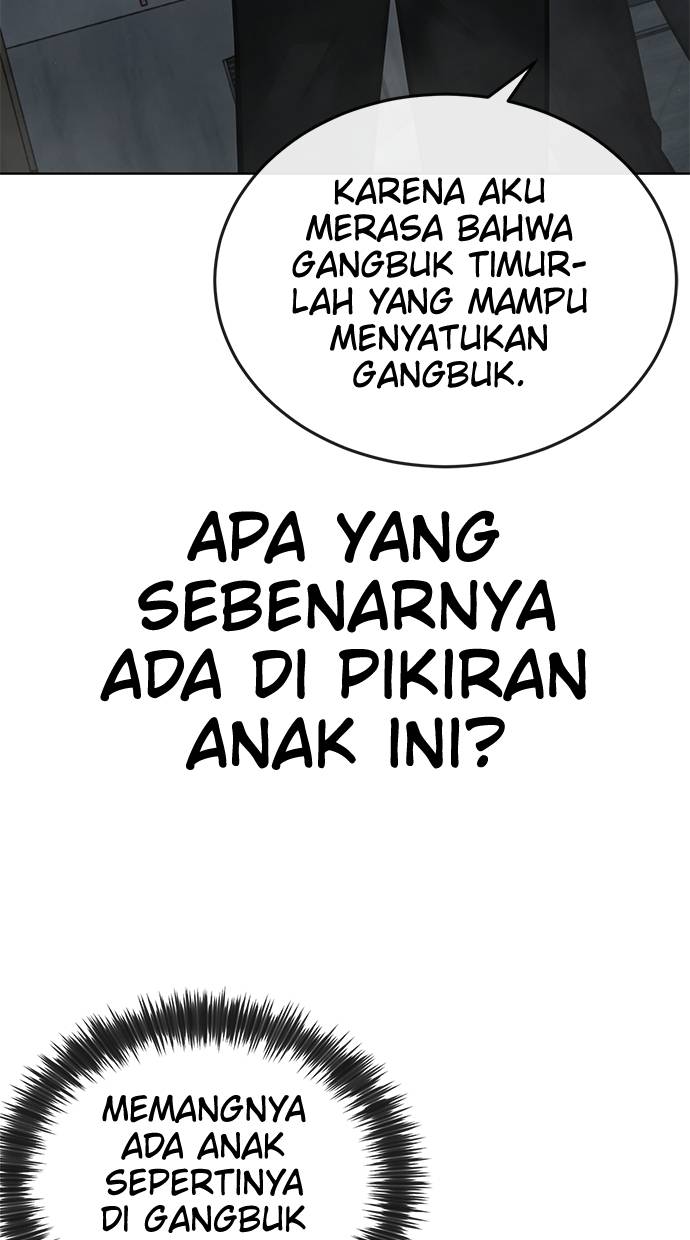 KARENA AKU
MERASA BAHWA
GANGBUK TIMUR-
LAH YANG MAMPU
MENYATUKAN
GANGBUK.
APA YANG
SEBENARNYA
ADA DI PIKIRAN
ANAK INI?
MEMANGNYA
ADA ANAK
SEPERTINYA
DI GANGBUK